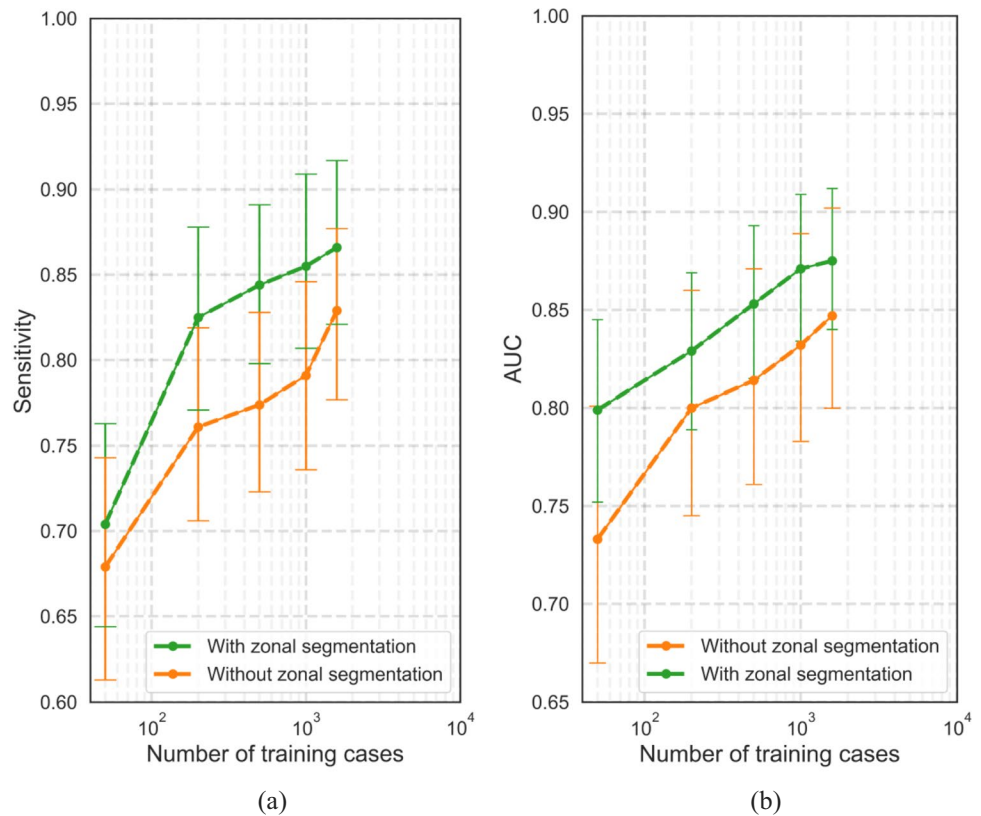 1.00
0.95
0.90
0.85
0.80
0.75
0.70
0.65
0.60
Sensitivity
With zonal segmentation
Without zonal segmentation
10²
10³
10⁴
Number of training cases
(a)
1.00
0.95
0.90
0.85
0.80
0.75
0.70
0.65
AUC
Without zonal segmentation
With zonal segmentation
10²
10³
10⁴
Number of training cases
(b)